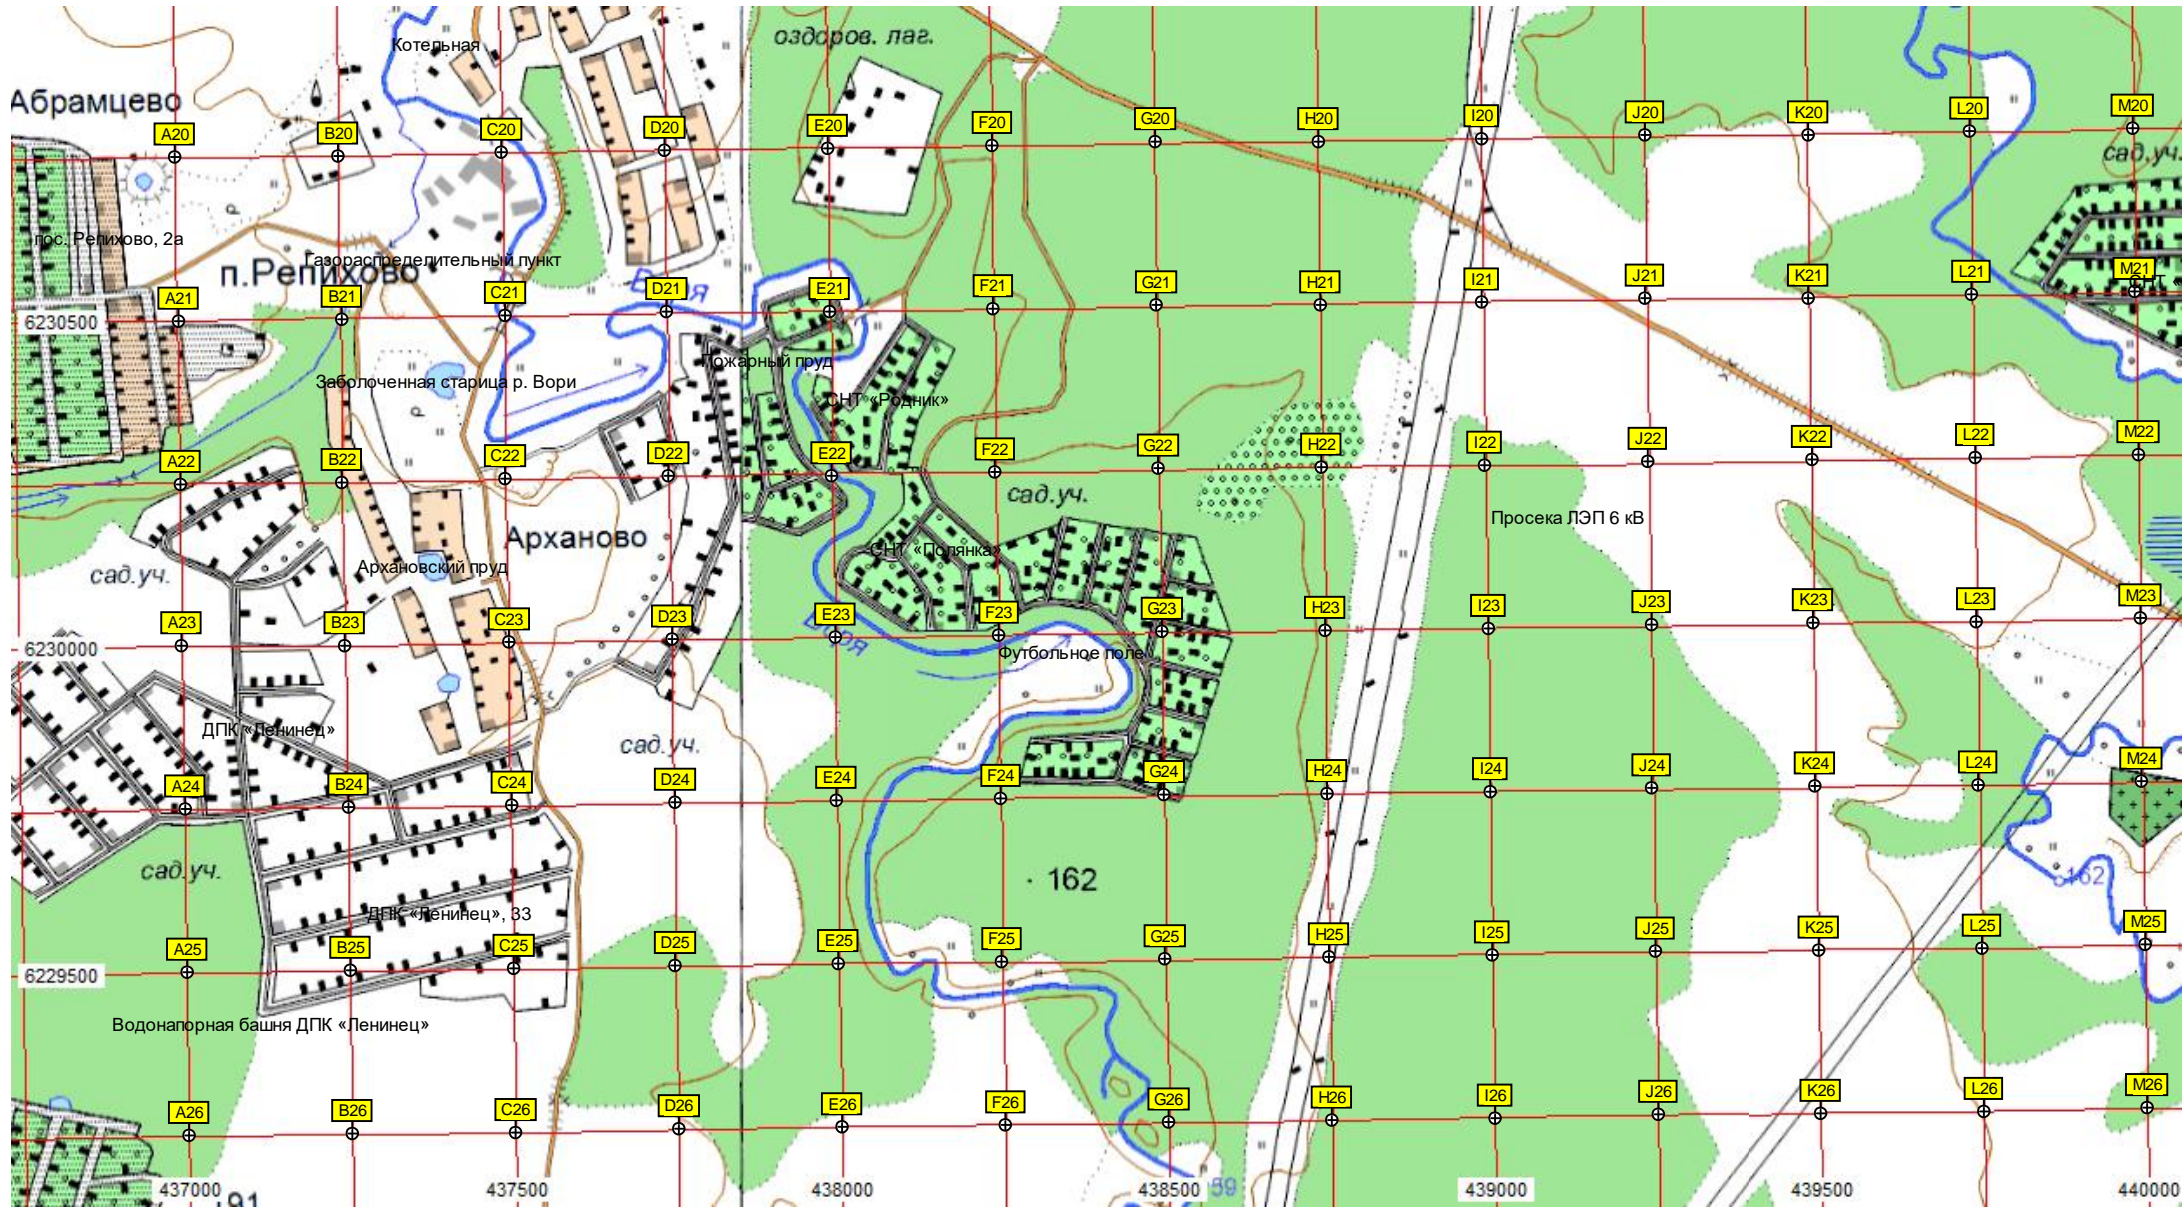 Котельная
оздоров. лаг.
Абрамцево
A20
B20
C20
D20
E20
F20
G20
H20
I20
J20
K20
L20
M20
сад.уч.
пос. Репихово, 2а
п.Репихово
Газораспределительный пункт
Воря
A21
B21
C21
D21
E21
F21
G21
H21
I21
J21
K21
L21
M21
СНТ «
6230500
Пожарный пруд
Заболоченная старица р. Вори
СНТ «Родник»
A22
B22
C22
D22
E22
F22
G22
H22
I22
J22
K22
L22
M22
сад.уч.
Просека ЛЭП 6 кВ
Арханово
СНТ «Полянка»
Архановский пруд
сад.уч.
A23
B23
C23
D23
E23
F23
G23
H23
I23
J23
K23
L23
M23
Воря
6230000
Футбольное поле
ДПК «Ленинец»
сад.уч.
A24
B24
C24
D24
E24
F24
G24
H24
I24
J24
K24
L24
M24
сад.уч.
162
162
ДПК «Ленинец», 33
A25
B25
C25
D25
E25
F25
G25
H25
I25
J25
K25
L25
M25
6229500
Водонапорная башня ДПК «Ленинец»
A26
B26
C26
D26
E26
F26
G26
H26
I26
J26
K26
L26
M26
437000
437500
438000
438500
439000
439500
440000
91
59